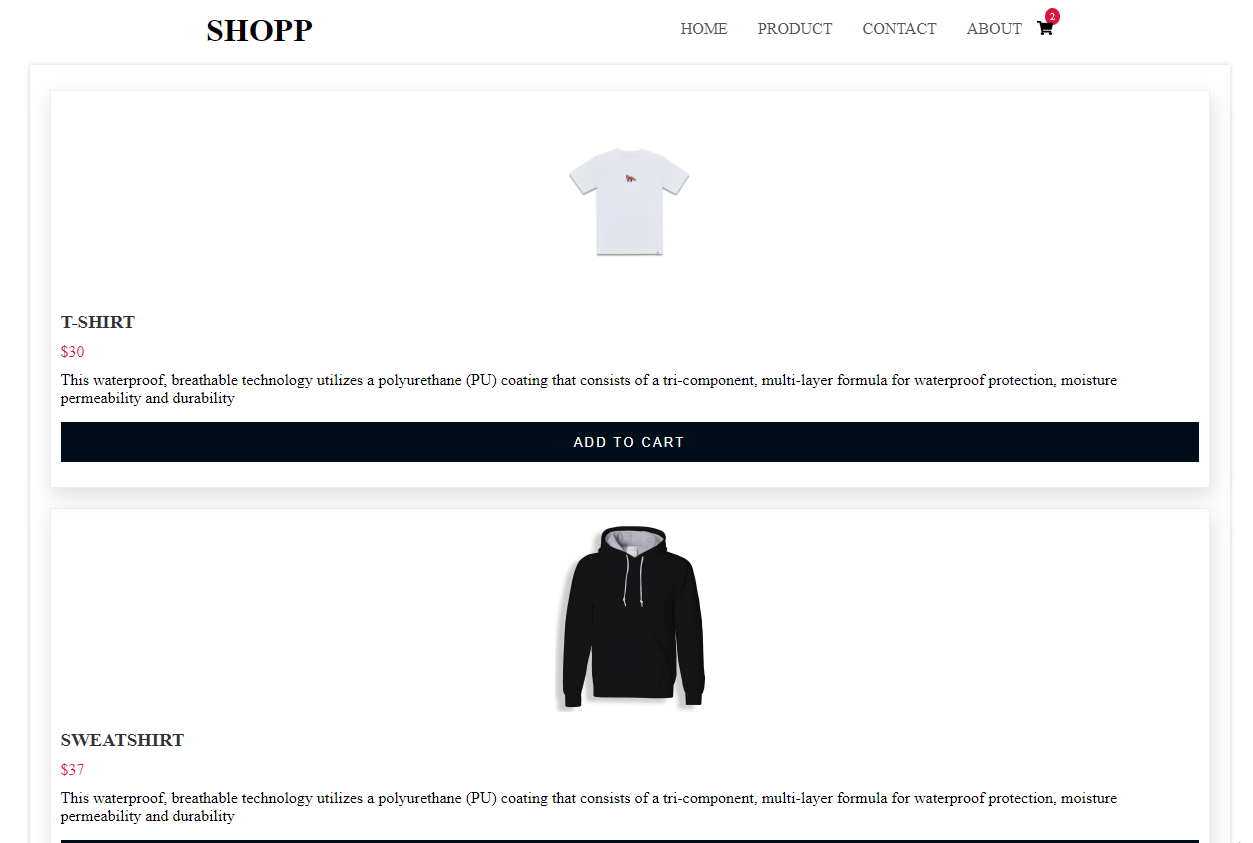 SHOPP
HOME PRODUCT CONTACT ABOUT 2
T-SHIRT
$30
This waterproof, breathable technology utilizes a polyurethane (PU) coating that consists of a tri-component, multi-layer formula for waterproof protection, moisture
permeability and durability
ADD TO CART
SWEATSHIRT
$37
This waterproof, breathable technology utilizes a polyurethane (PU) coating that consists of a tri-component, multi-layer formula for waterproof protection, moisture
permeability and durability